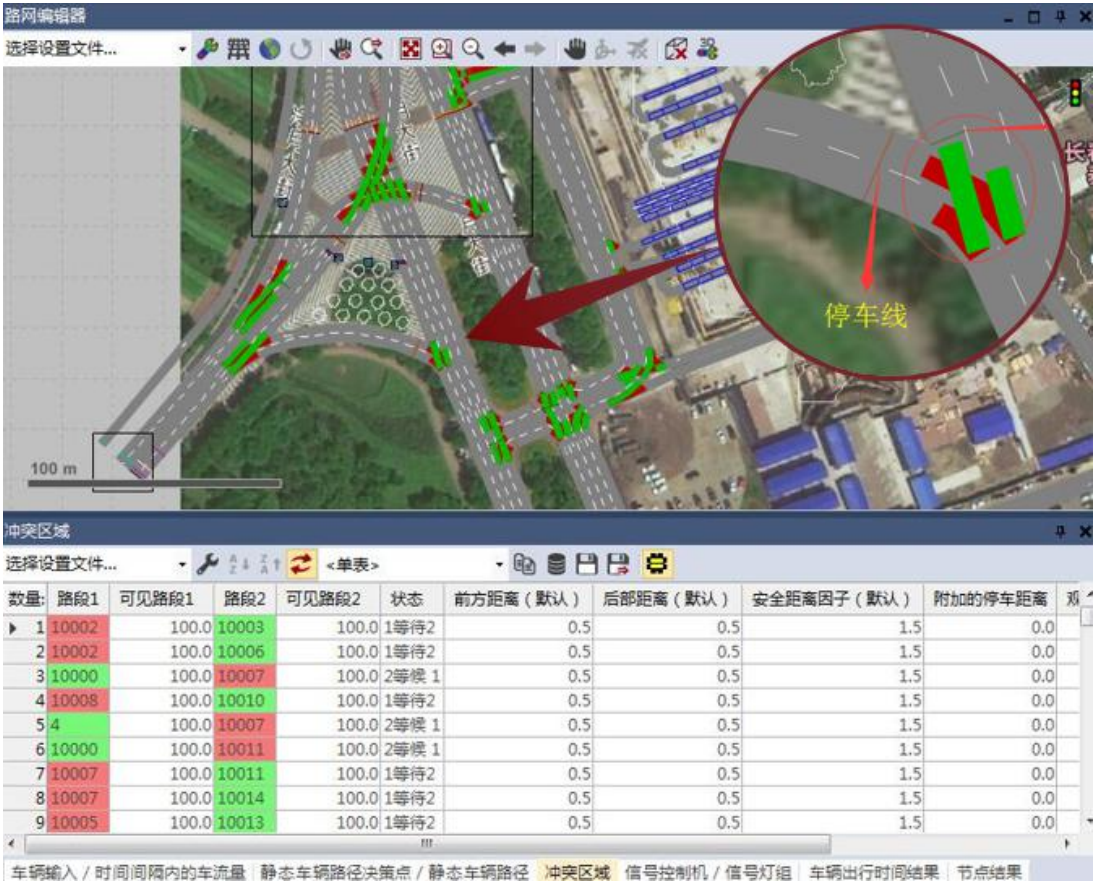 路网编辑器
选择设置文件...
3D
大街
大街
长
停车线
100 m
冲突区域
选择设置文件... <单表>
数量: 路段1 可见路段1 路段2 可见路段2 状态 前方距离（默认） 后部距离（默认） 安全距离因子（默认） 附加的停车距离 观
1 10002 100.0 10003 100.0 1等待2 0.5 0.5 1.5 0.0
2 10002 100.0 10006 100.0 1等待2 0.5 0.5 1.5 0.0
3 10000 100.0 10007 100.0 2等候 1 0.5 0.5 1.5 0.0
4 10008 100.0 10010 100.0 1等待2 0.5 0.5 1.5 0.0
5 4 100.0 10007 100.0 2等候 1 0.5 0.5 1.5 0.0
6 10000 100.0 10011 100.0 2等候 1 0.5 0.5 1.5 0.0
7 10007 100.0 10011 100.0 1等待2 0.5 0.5 1.5 0.0
8 10007 100.0 10014 100.0 1等待2 0.5 0.5 1.5 0.0
9 10005 100.0 10013 100.0 1等待2 0.5 0.5 1.5 0.0
车辆输入 / 时间间隔内的车流量 静态车辆路径决策点 / 静态车辆路径 冲突区域 信号控制机 / 信号灯组 车辆出行时间结果 节点结果